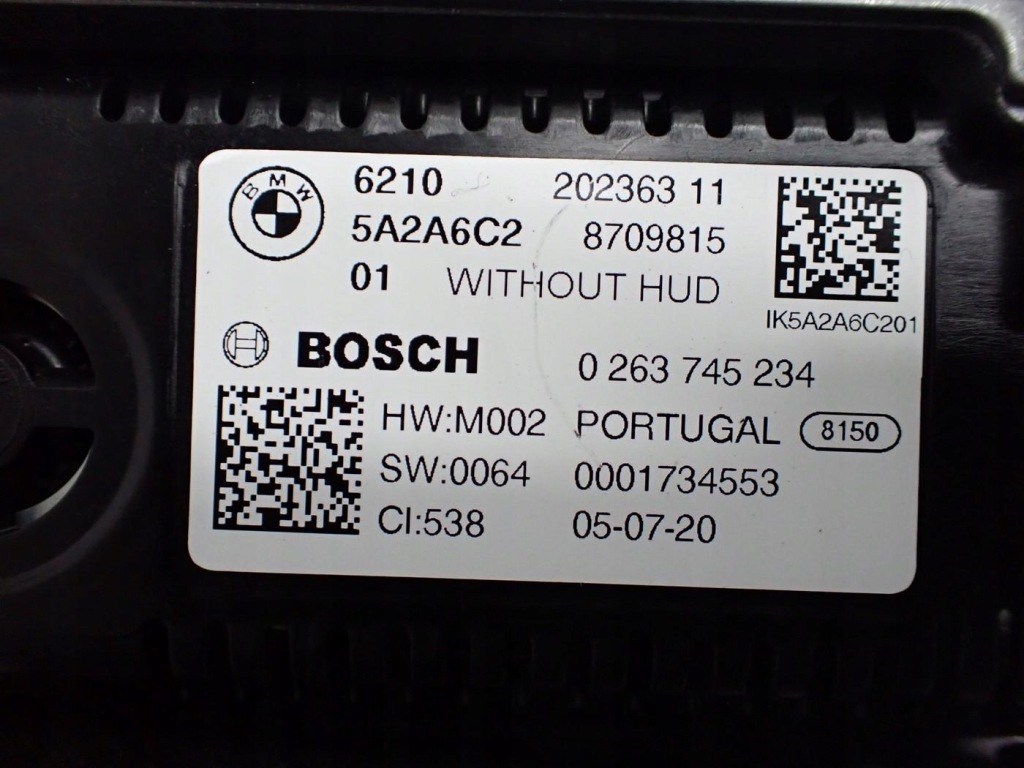 BMW 6210 202363 11
5A2A6C2 8709815
01 WITHOUT HUD
IK5A2A6C201
BOSCH 0 263 745 234
HW:M002 PORTUGAL 8150
SW:0064 0001734553
CI:538 05-07-20